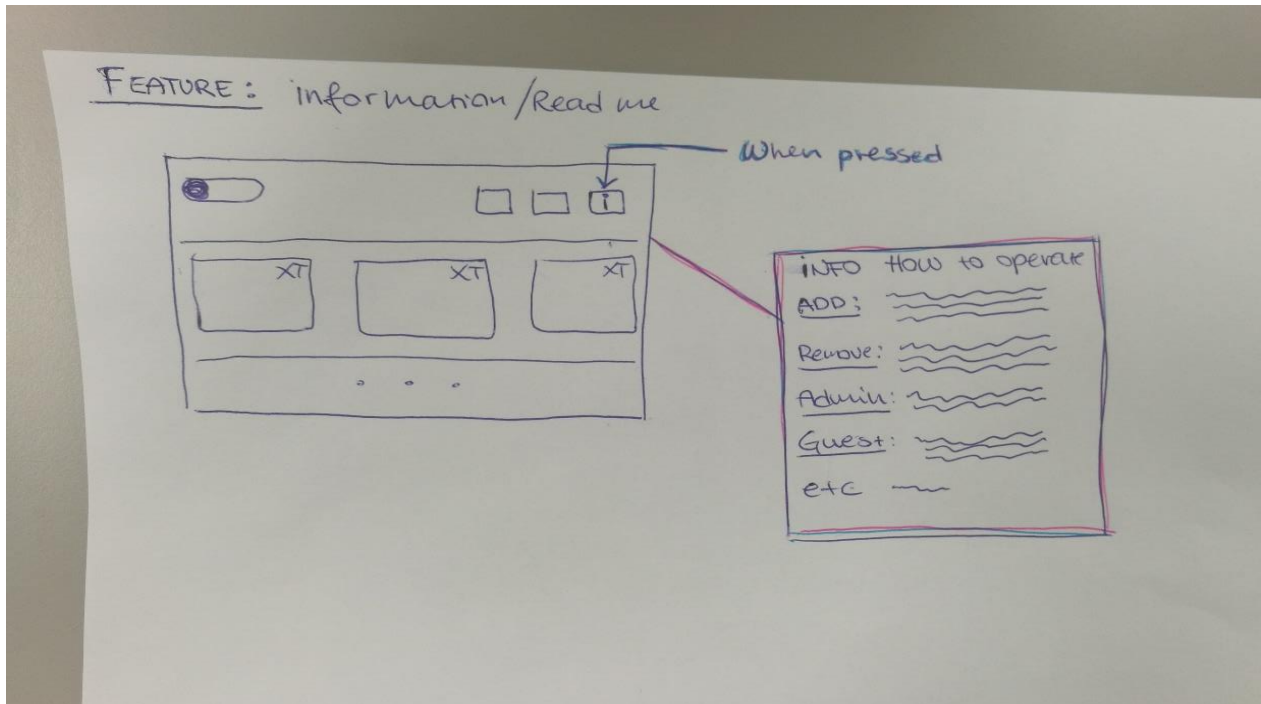 FEATURE: information/Read me
When pressed
i
XT XT XT
iNFO How to operate
ADD:
Remove:
Admin:
Guest:
etc